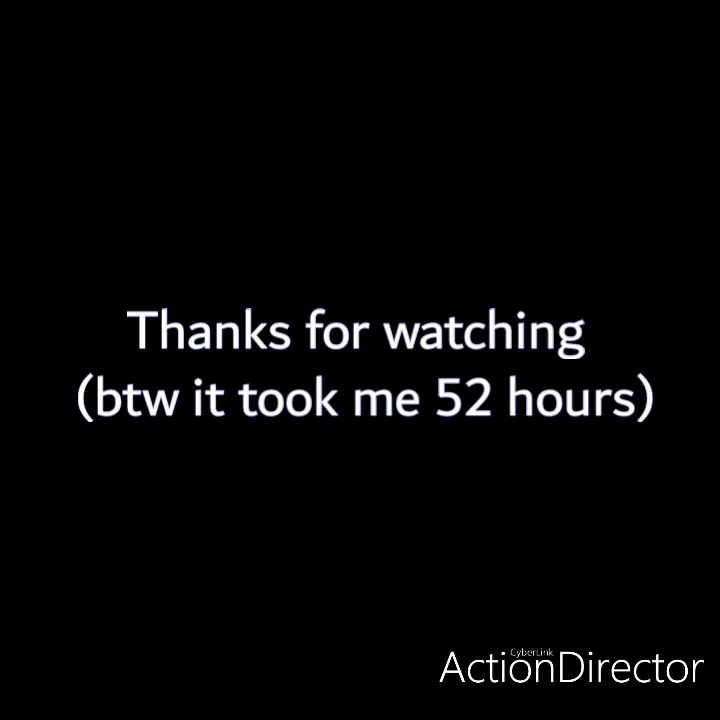 Thanks for watching
(btw it took me 52 hours)
CyberLink
ActionDirector